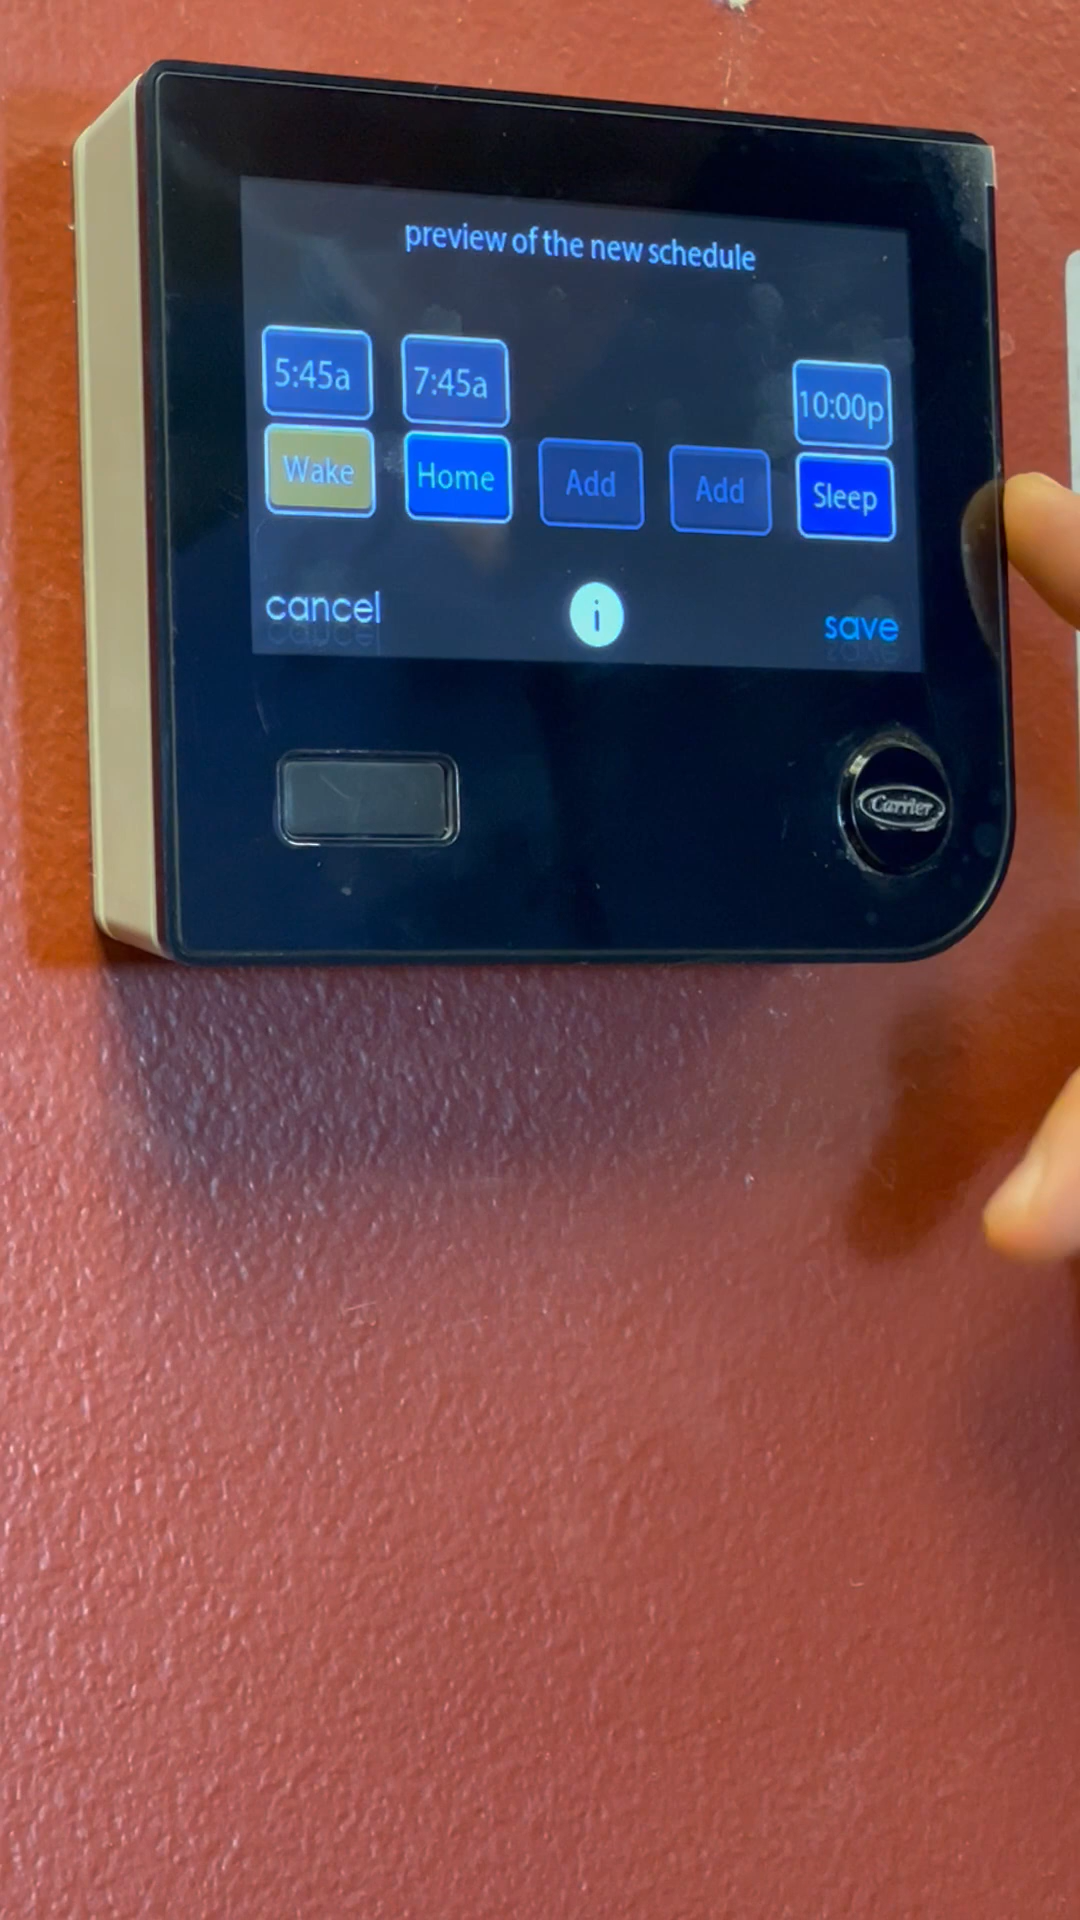 preview of the new schedule
5:45a 7:45a 10:00p
Wake Home Add Add Sleep
cancel i save
Carrier